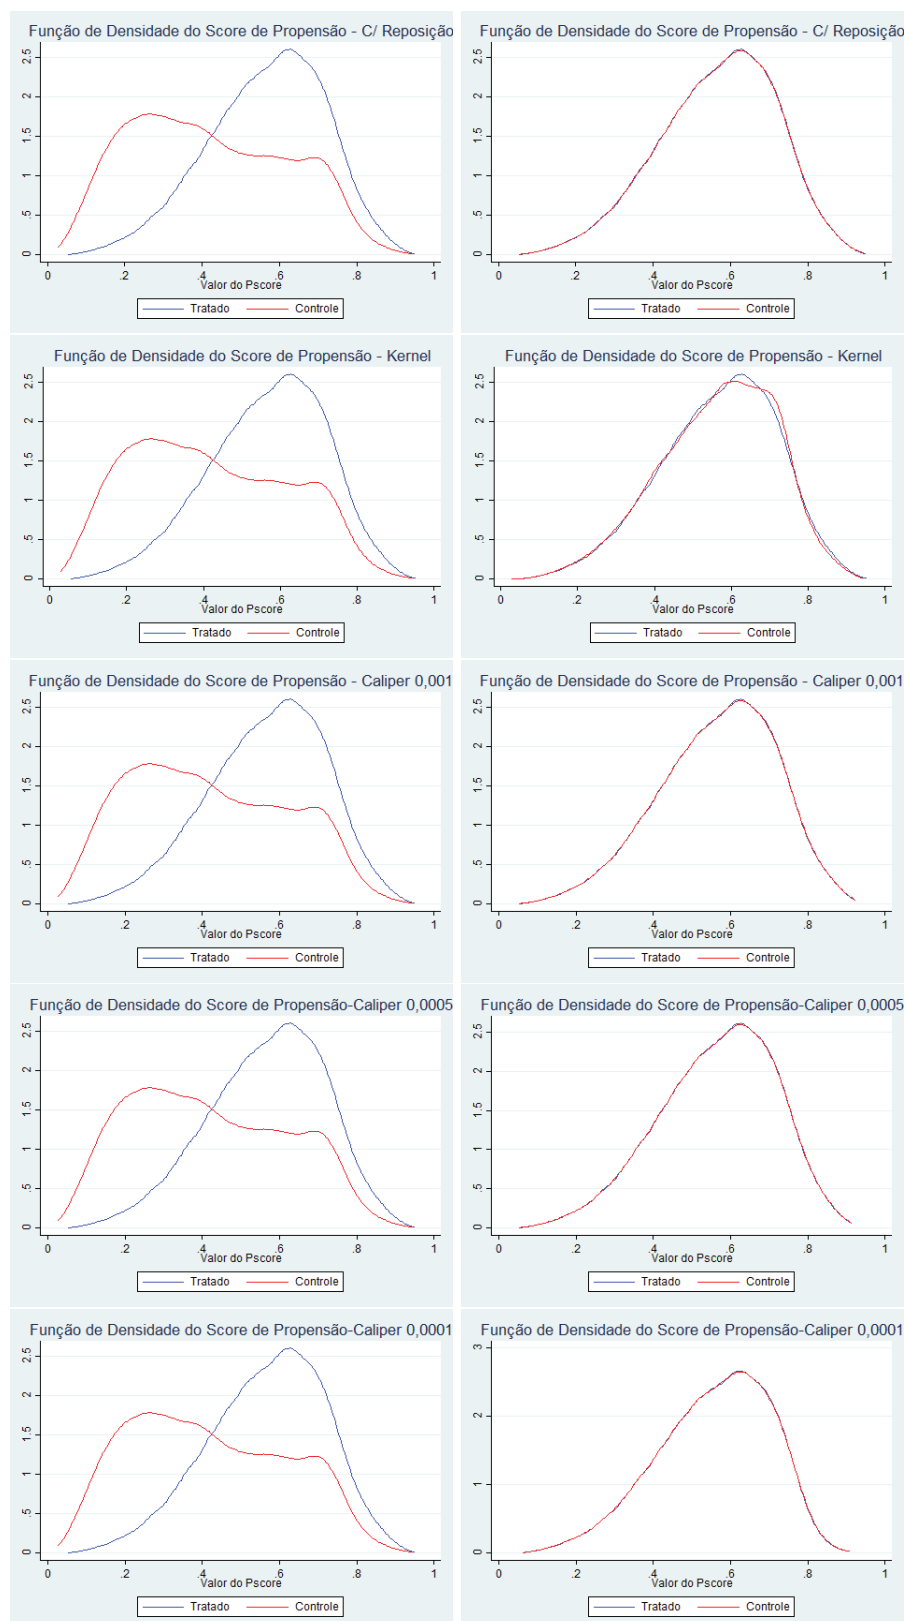 Função de Densidade do Score de Propensão - C/ Reposição
2.5
2
1.5
1
.5
0
0 .2 .4 .6 .8 1
Valor do Pscore
Tratado Controle
Função de Densidade do Score de Propensão - C/ Reposição
2.5
2
1.5
1
.5
0
0 .2 .4 .6 .8 1
Valor do Pscore
Tratado Controle
Função de Densidade do Score de Propensão - Kernel
2.5
2
1.5
1
.5
0
0 .2 .4 .6 .8 1
Valor do Pscore
Tratado Controle
Função de Densidade do Score de Propensão - Kernel
2.5
2
1.5
1
.5
0
0 .2 .4 .6 .8 1
Valor do Pscore
Tratado Controle
Função de Densidade do Score de Propensão - Caliper 0,001
2.5
2
1.5
1
.5
0
0 .2 .4 .6 .8 1
Valor do Pscore
Tratado Controle
Função de Densidade do Score de Propensão - Caliper 0,001
2.5
2
1.5
1
.5
0
0 .2 .4 .6 .8 1
Valor do Pscore
Tratado Controle
Função de Densidade do Score de Propensão-Caliper 0,0005
2.5
2
1.5
1
.5
0
0 .2 .4 .6 .8 1
Valor do Pscore
Tratado Controle
Função de Densidade do Score de Propensão-Caliper 0,0005
2.5
2
1.5
1
.5
0
0 .2 .4 .6 .8 1
Valor do Pscore
Tratado Controle
Função de Densidade do Score de Propensão-Caliper 0,0001
2.5
2
1.5
1
.5
0
0 .2 .4 .6 .8 1
Valor do Pscore
Tratado Controle
Função de Densidade do Score de Propensão-Caliper 0,0001
3
2
1
0
0 .2 .4 .6 .8 1
Valor do Pscore
Tratado Controle